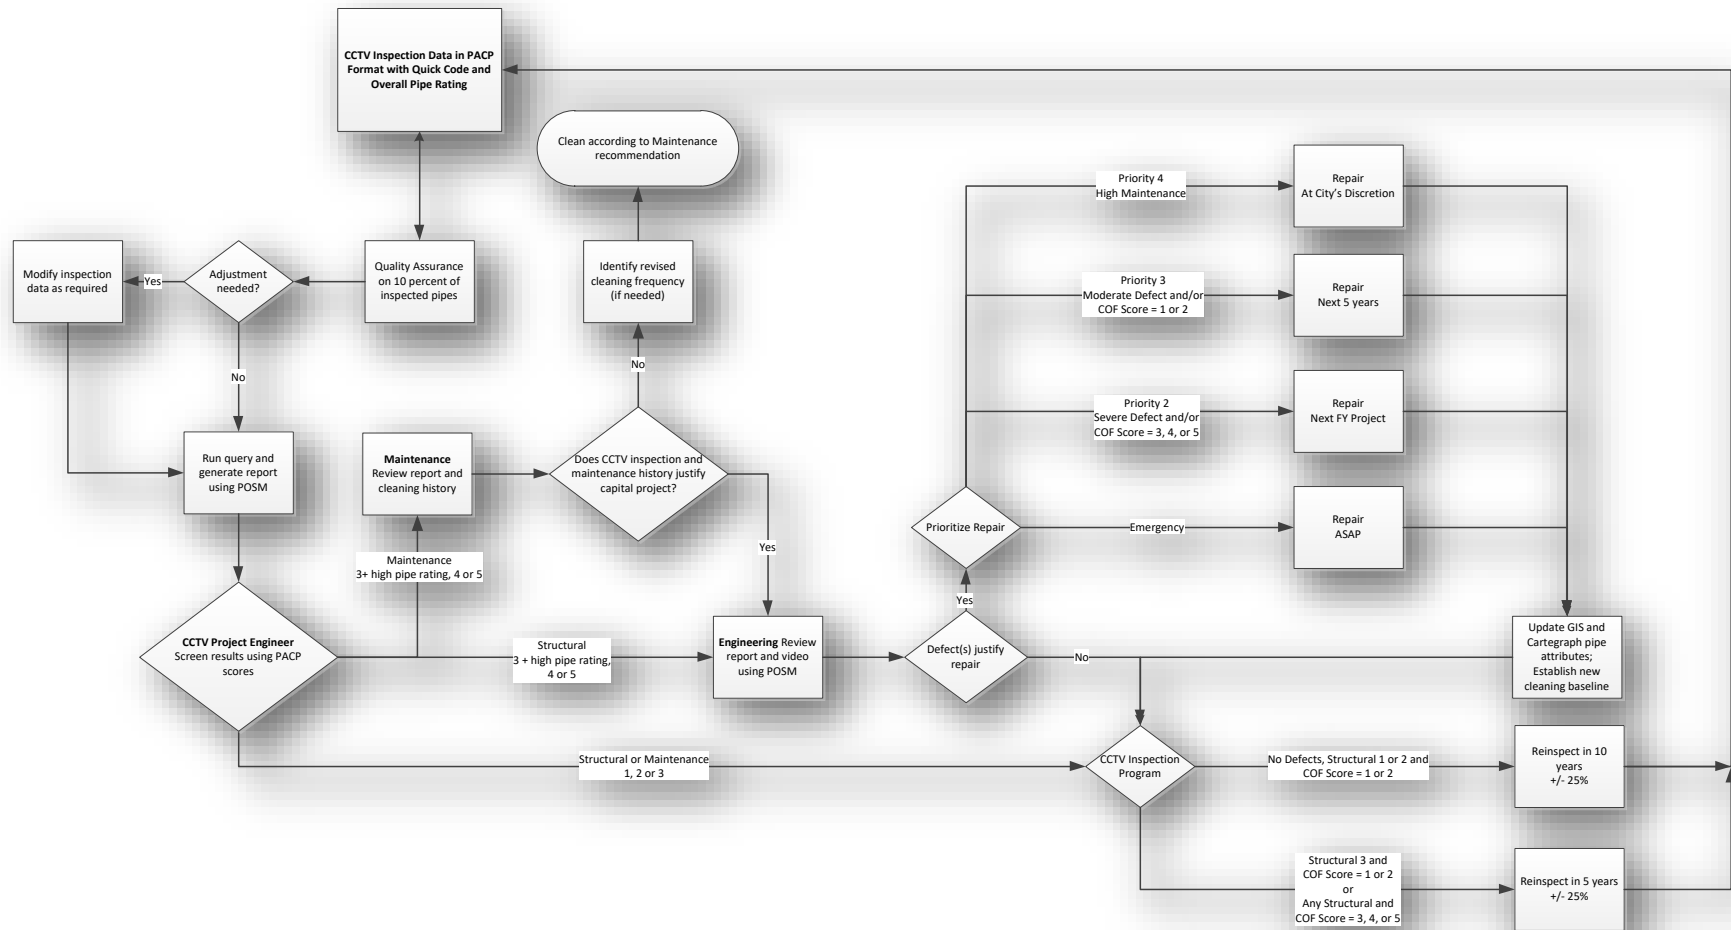 CCTV Inspection Data in PACP
Format with Quick Code and
Overall Pipe Rating
Clean according to Maintenance
recommendation
Priority 4
High Maintenance
Repair
At City's Discretion
Modify inspection
data as required
Yes
Adjustment
needed?
Quality Assurance
on 10 percent of
inspected pipes
Identify revised
cleaning frequency
(if needed)
Priority 3
Moderate Defect and/or
COF Score = 1 or 2
Repair
Next 5 years
No
No
Priority 2
Severe Defect and/or
COF Score = 3, 4, or 5
Repair
Next FY Project
Run query and
generate report
using POSM
Maintenance
Review report and
cleaning history
Does CCTV inspection and
maintenance history justify
capital project?
Prioritize Repair
Emergency
Repair
ASAP
Yes
Maintenance
3+ high pipe rating, 4 or 5
Yes
CCTV Project Engineer
Screen results using PACP
scores
Structural
3 + high pipe rating,
4 or 5
Engineering Review
report and video
using POSM
Defect(s) justify
repair
No
Update GIS and
Cartegraph pipe
attributes;
Establish new
cleaning baseline
Structural or Maintenance
1, 2 or 3
CCTV Inspection
Program
No Defects, Structural 1 or 2 and
COF Score = 1 or 2
Reinspect in 10
years
+/- 25%
Structural 3 and
COF Score = 1 or 2
or
Any Structural and
COF Score = 3, 4, or 5
Reinspect in 5 years
+/- 25%